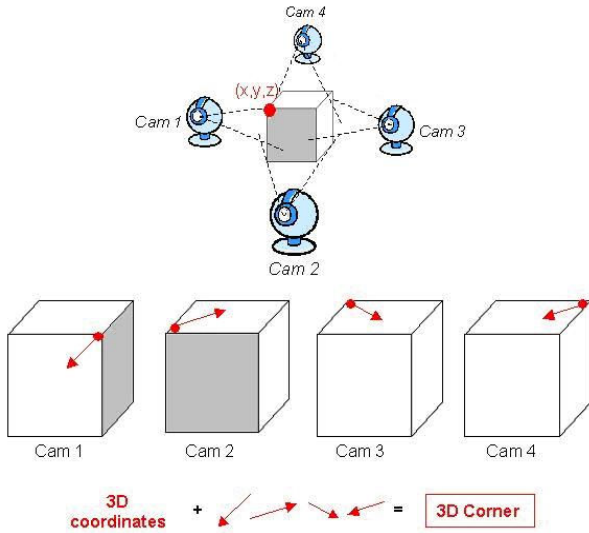 Cam 4
(x,y,z)
Cam 1
Cam 3
Cam 2
Cam 1 Cam 2 Cam 3 Cam 4
3D coordinates + = 3D Corner